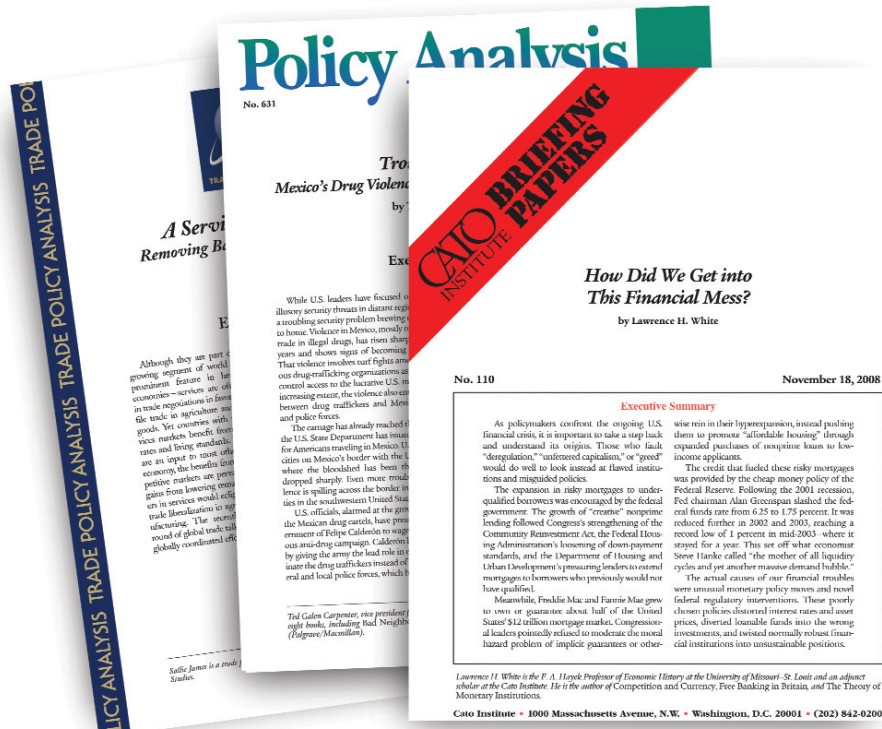 TRADE POLICY ANALYSIS TRADE POLICY ANALYSIS TRADE
A Servi
Removing Ba
E
Although they are part
growing segment of world
prominent feature in
economies—services are
in trade negotiations in
file trade in agriculture and
goods. Yet countries with
vices markets benefit from
rates and living standards.
are an input to most
economy, the benefits
petitive markets are
gains from lowering
ers in services would
trade liberalization in
ufacturing. The
round of global trade
globally coordinated
Sallie James is a trade
Studies.
Policy Analysis
No. 631
Tro
Mexico's Drug Violenc
by T
Exe
While U.S. leaders have focused
illusory security threats in distant
a troubling security problem brewing
to home. Violence in Mexico, mostly
trade in illegal drugs, has risen
years and shows signs of becoming
That violence involves turf fights
ous drug-trafficking organizations as
control access to the lucrative U.S.
increasing extent, the violence also
between drug traffickers and
and police forces.
The carnage has already reached
the U.S. State Department has issued
for Americans traveling in Mexico.
cities on Mexico's border with the
where the bloodshed has been
dropped sharply. Even more
lence is spilling across the border
ties in the southwestern United
U.S. officials, alarmed at the
the Mexican drug cartels, have
ernment of Felipe Calderón to wage
ous anti-drug campaign. Calderón
by giving the army the lead role in
inate the drug traffickers instead of
eral and local police forces, which
Ted Galen Carpenter, vice president
eight books, including Bad
(Palgrave/Macmillan).
CATO
INSTITUTE
BRIEFING
PAPERS
How Did We Get into
This Financial Mess?
by Lawrence H. White
No. 110 November 18, 2008
Executive Summary
As policymakers confront the ongoing U.S.
financial crisis, it is important to take a step back
and understand its origins. Those who fault
"deregulation," "unfettered capitalism," or "greed"
would do well to look instead at flawed institu-
tions and misguided policies.
The expansion in risky mortgages to under-
qualified borrowers was encouraged by the federal
government. The growth of "creative" nonprime
lending followed Congress's strengthening of the
Community Reinvestment Act, the Federal Hous-
ing Administration's loosening of down-payment
standards, and the Department of Housing and
Urban Development's pressuring lenders to extend
mortgages to borrowers who previously would not
have qualified.
Meanwhile, Freddie Mac and Fannie Mae grew
to own or guarantee about half of the United
States' $12 trillion mortgage market. Congression-
al leaders pointedly refused to moderate the moral
hazard problem of implicit guarantees or other-
wise rein in their hyperexpansion, instead pushing
them to promote "affordable housing" through
expanded purchases of nonprime loans to low-
income applicants.
The credit that fueled these risky mortgages
was provided by the cheap money policy of the
Federal Reserve. Following the 2001 recession,
Fed chairman Alan Greenspan slashed the fed-
eral funds rate from 6.25 to 1.75 percent. It was
reduced further in 2002 and 2003, reaching a
record low of 1 percent in mid-2003—where it
stayed for a year. This set off what economist
Steve Hanke called "the mother of all liquidity
cycles and yet another massive demand bubble."
The actual causes of our financial troubles
were unusual monetary policy moves and novel
federal regulatory interventions. These poorly
chosen policies distorted interest rates and asset
prices, diverted loanable funds into the wrong
investments, and twisted normally robust finan-
cial institutions into unsustainable positions.
Lawrence H. White is the F. A. Hayek Professor of Economic History at the University of Missouri–St. Louis and an adjunct
scholar at the Cato Institute. He is the author of Competition and Currency, Free Banking in Britain, and The Theory of
Monetary Institutions.
Cato Institute • 1000 Massachusetts Avenue, N.W. • Washington, D.C. 20001 • (202) 842-0200